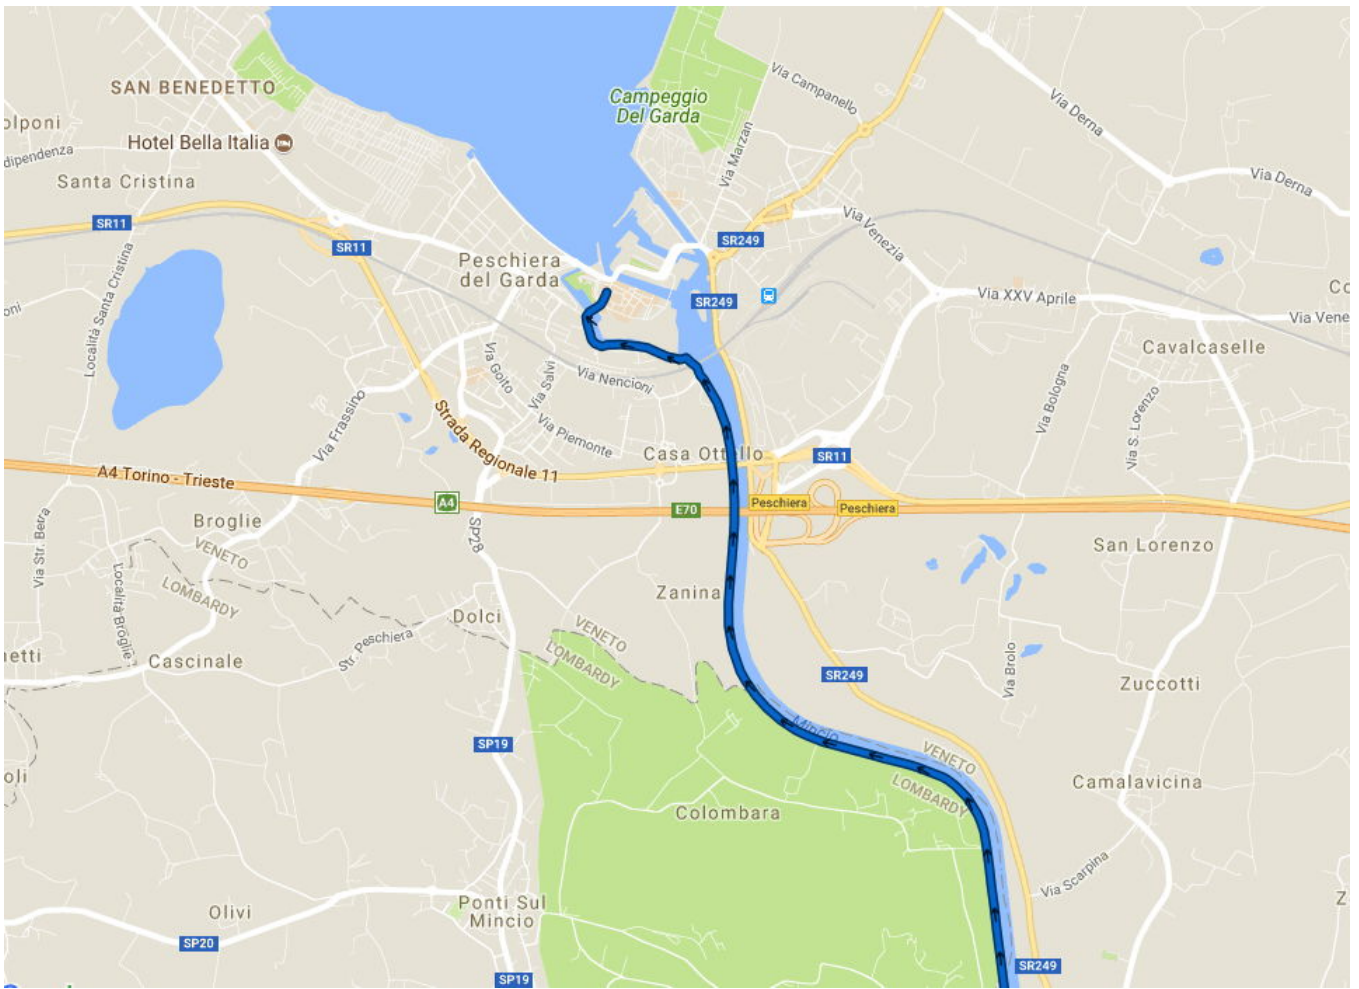 SAN BENEDETTO
Campeggio
Del Garda
Via Campanello
Via Derna
olponi
Hotel Bella Italia
dipendenza
Via Marzan
Santa Cristina
Via Derna
SR11
SR11
Via Venezia
SR249
Località Santa Cristina
Peschiera
del Garda
SR249
Via XXV Aprile
Co
oni
Via Vene
Cavalcaselle
Via Goito
Via Salvi
Via Nencioni
Via Bologna
Via S. Lorenzo
Via Frassino
Strada Regionale 11
Via Piemonte
Casa Ottello
SR11
A4 Torino - Trieste
A4
E70
Peschiera
Peschiera
Via Str. Berra
Broglie
SP28
San Lorenzo
VENETO
LOMBARDY
Località Broglie
Zanina
Dolci
Str. Peschiera
VENETO
LOMBARDY
netti
Cascinale
Via Brolo
SR249
Zuccotti
Mincio
SP19
VENETO
LOMBARDY
oli
Camalavicina
Colombara
Via Scarpina
Ponti Sul
Mincio
Olivi
Z
SP20
SP19
SR249